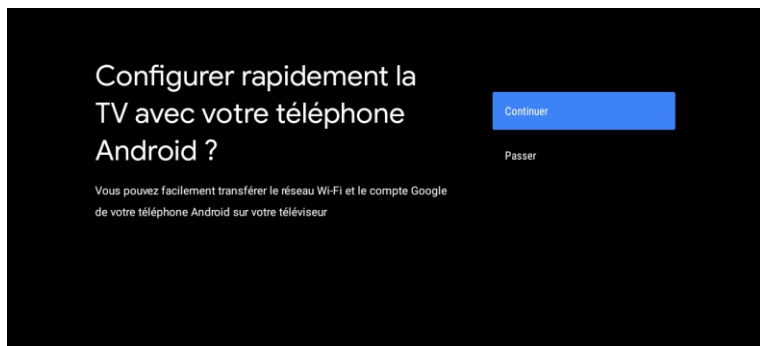 Configurer rapidement la
TV avec votre téléphone
Android ?
Vous pouvez facilement transférer le réseau Wi-Fi et le compte Google
de votre téléphone Android sur votre téléviseur
Continuer
Passer